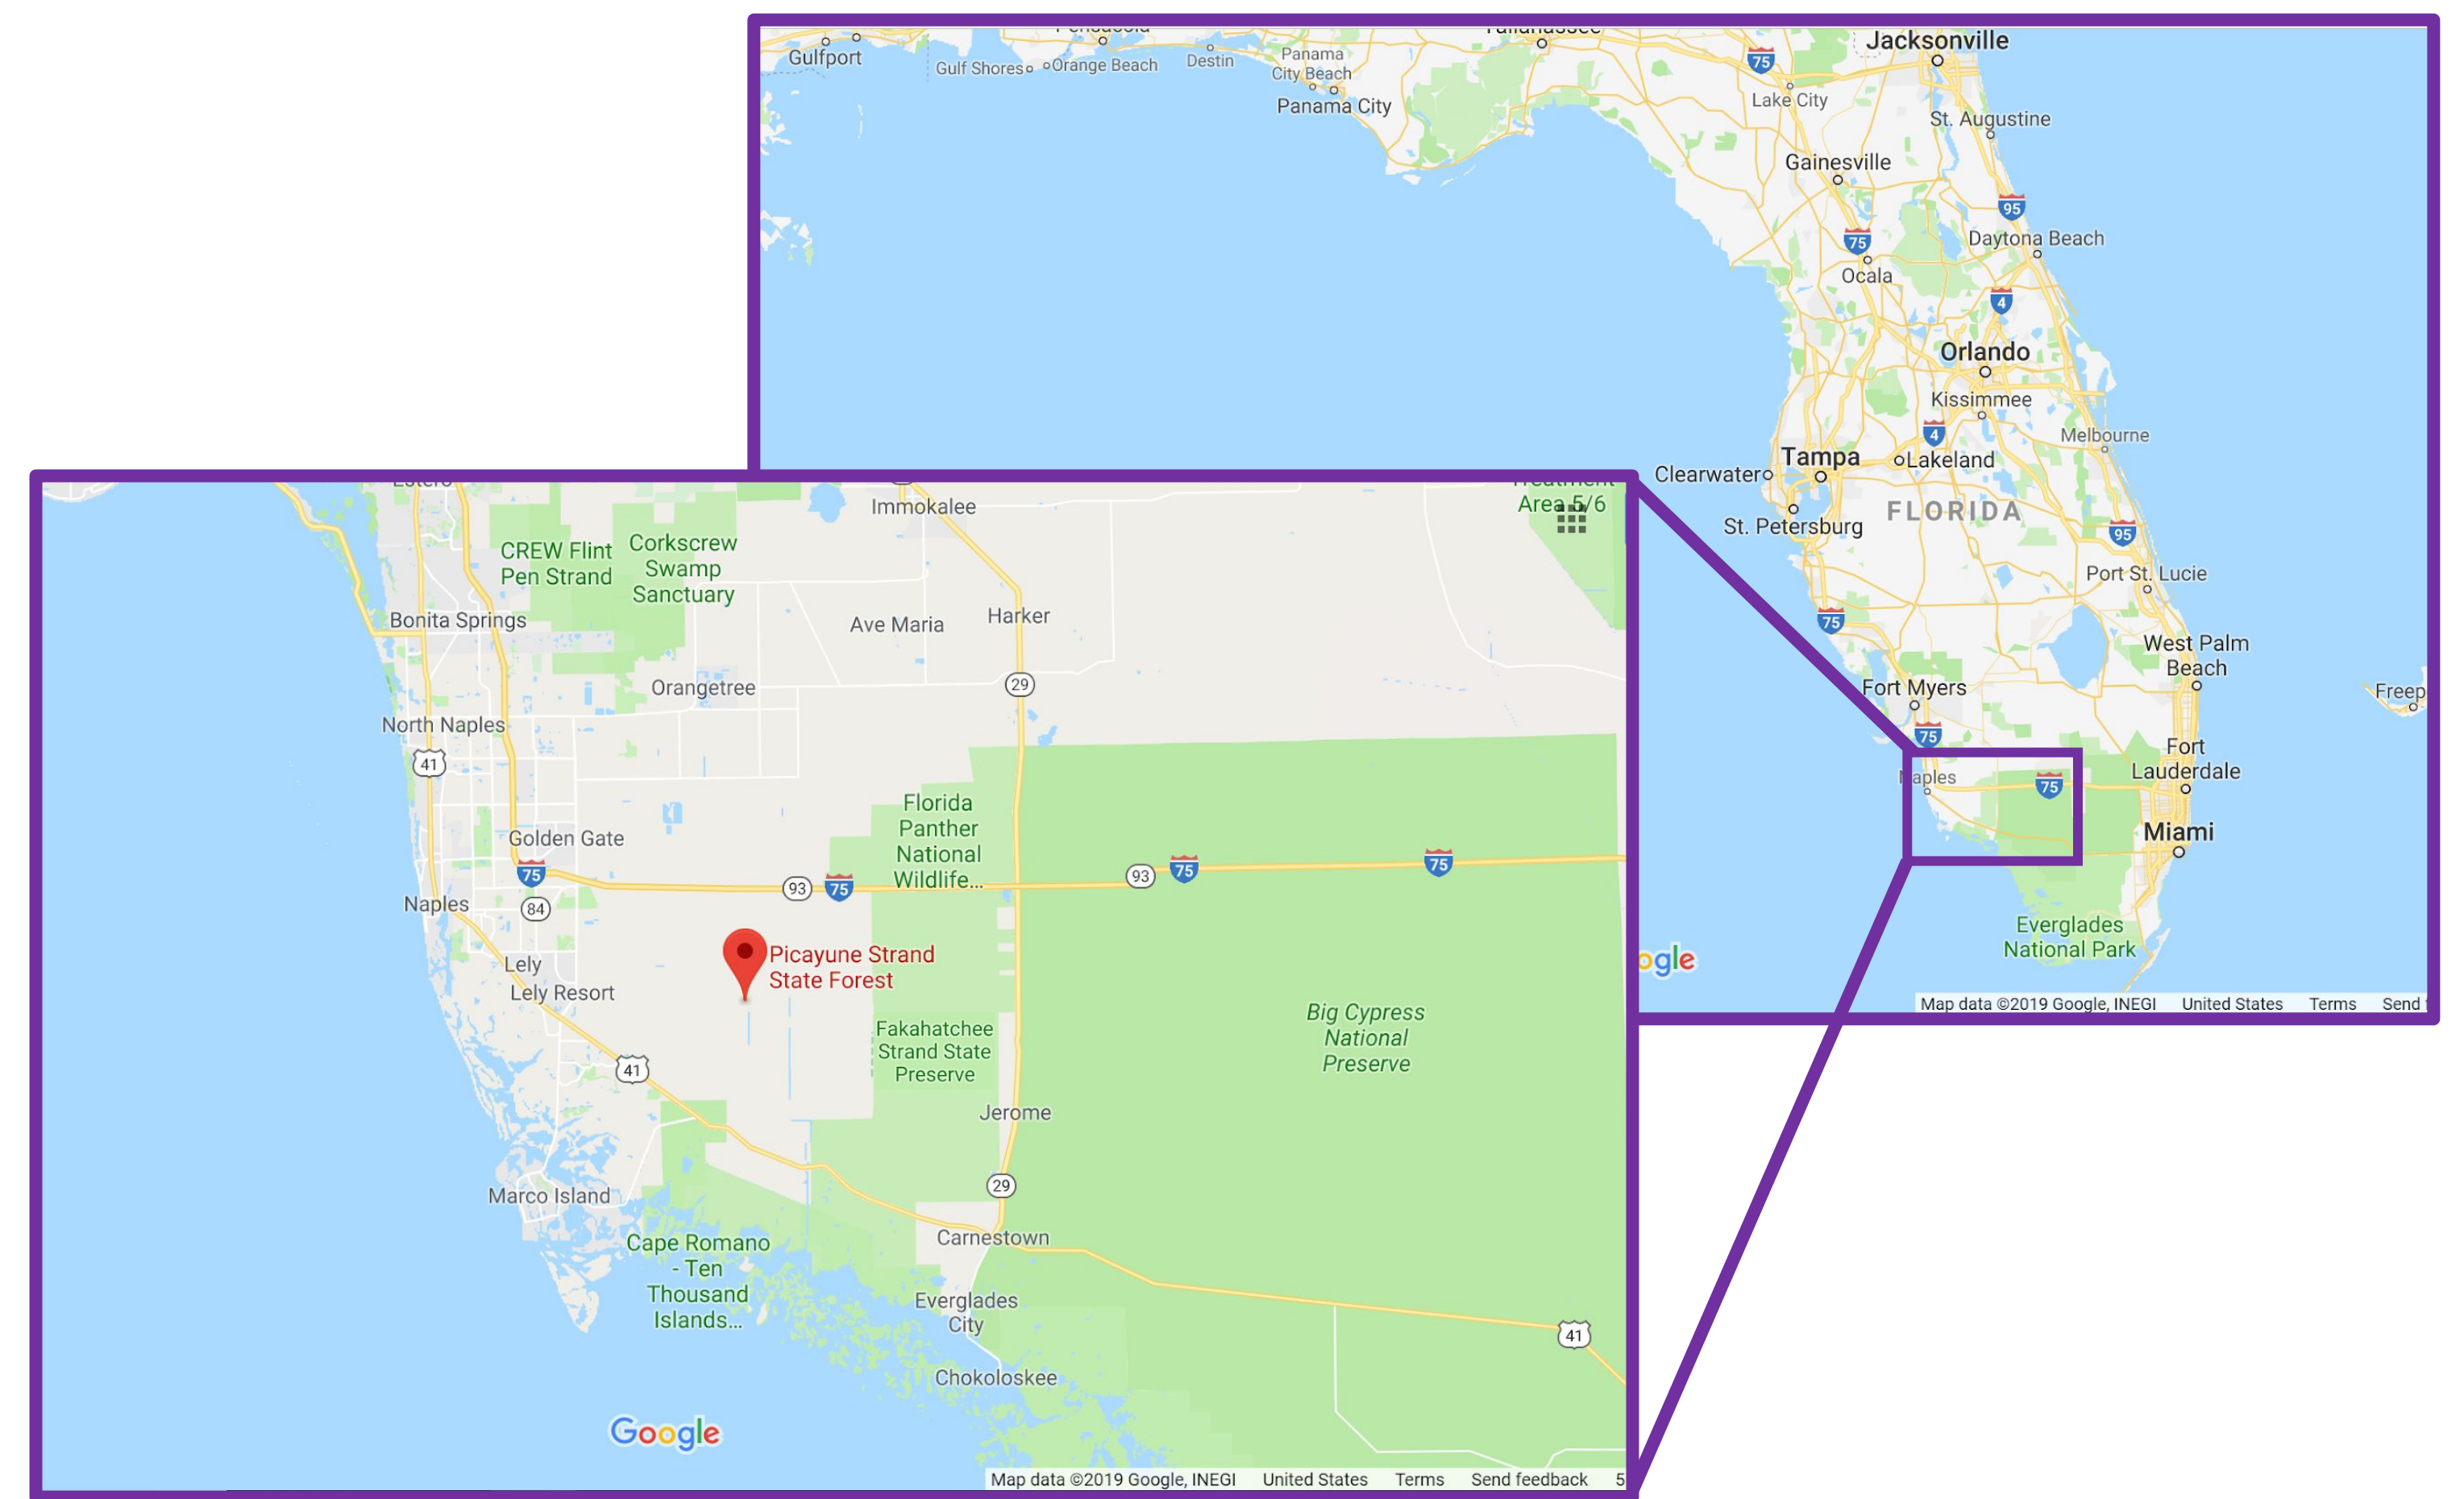 Gulfport
Gulf Shores
Orange Beach
Destin
Panama
City Beach
Panama City
Jacksonville
75
Lake City
St. Augustine
Gainesville
95
75
Daytona Beach
Ocala
4
Orlando
Kissimmee
4
Melbourne
Clearwater
Tampa
Lakeland
FLORIDA
St. Petersburg
95
Port St. Lucie
75
West Palm
Beach
Fort Myers
Freep
75
Fort
Lauderdale
Naples
75
Miami
Everglades
National Park
ogle
Map data ©2019 Google, INEGI United States Terms Send
Estero
Immokalee
Treatment
Area 5/6
CREW Flint
Pen Strand
Corkscrew
Swamp
Sanctuary
Bonita Springs
Ave Maria
Harker
Orangetree
29
North Naples
41
Florida
Panther
National
Wildlife...
Golden Gate
75
93
75
93
75
75
Naples
84
Picayune Strand
State Forest
Lely
Lely Resort
Big Cypress
National
Preserve
Fakahatchee
Strand State
Preserve
41
Jerome
29
Marco Island
Carnestown
Cape Romano
- Ten
Thousand
Islands...
Everglades
City
41
Chokoloskee
Google
Map data ©2019 Google, INEGI United States Terms Send feedback 5